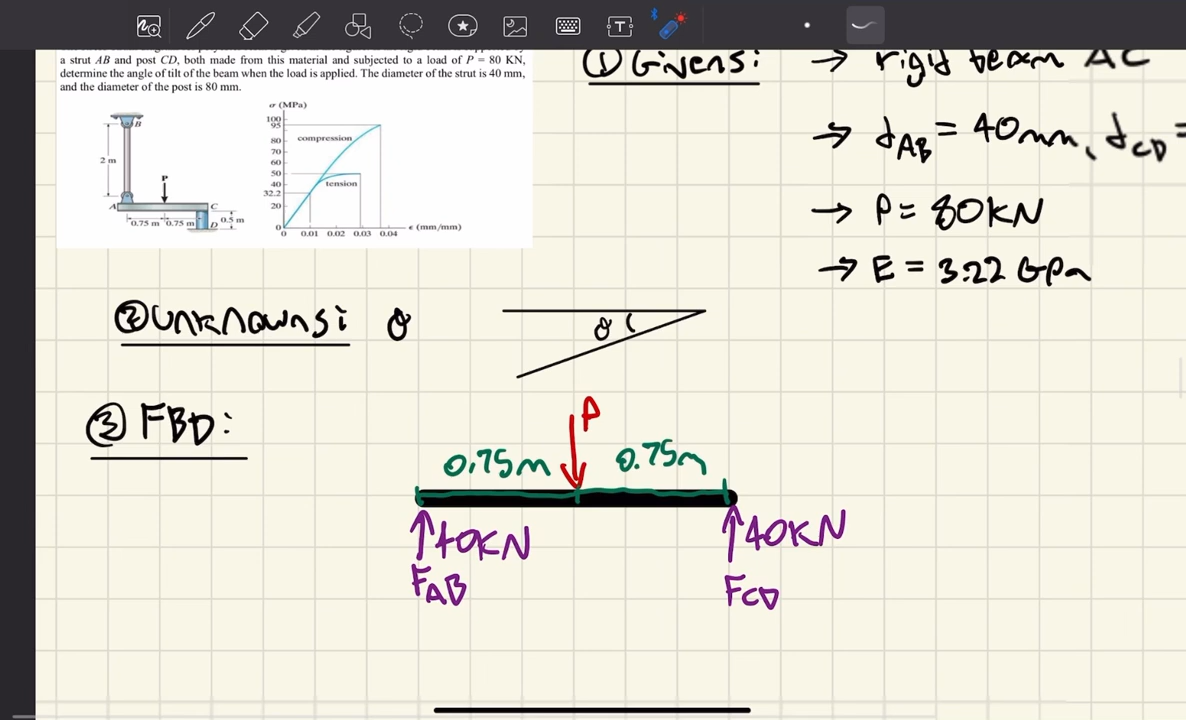 a strut AB and post CD, both made from this material and subjected to a load of P = 80 KN,
determine the angle of tilt of the beam when the load is applied. The diameter of the strut is 40 mm,
and the diameter of the post is 80 mm.
B
2 m
P
A
C
0.75 m 0.75 m
D
0.5 m
σ (MPa)
100
95
80
70
60
50
40
32.2
20
0
compression
tension
0 0.01 0.02 0.03 0.04
ϵ (mm/mm)
① Givens: → rigid beam AC
→ dAB = 40mm, dCD =
→ P = 80KN
→ E = 3.22 GPa
② Unknowns: θ
θ
③ FBD:
P
0.75m 0.75m
↑40KN ↑40KN
FAB FCD
T